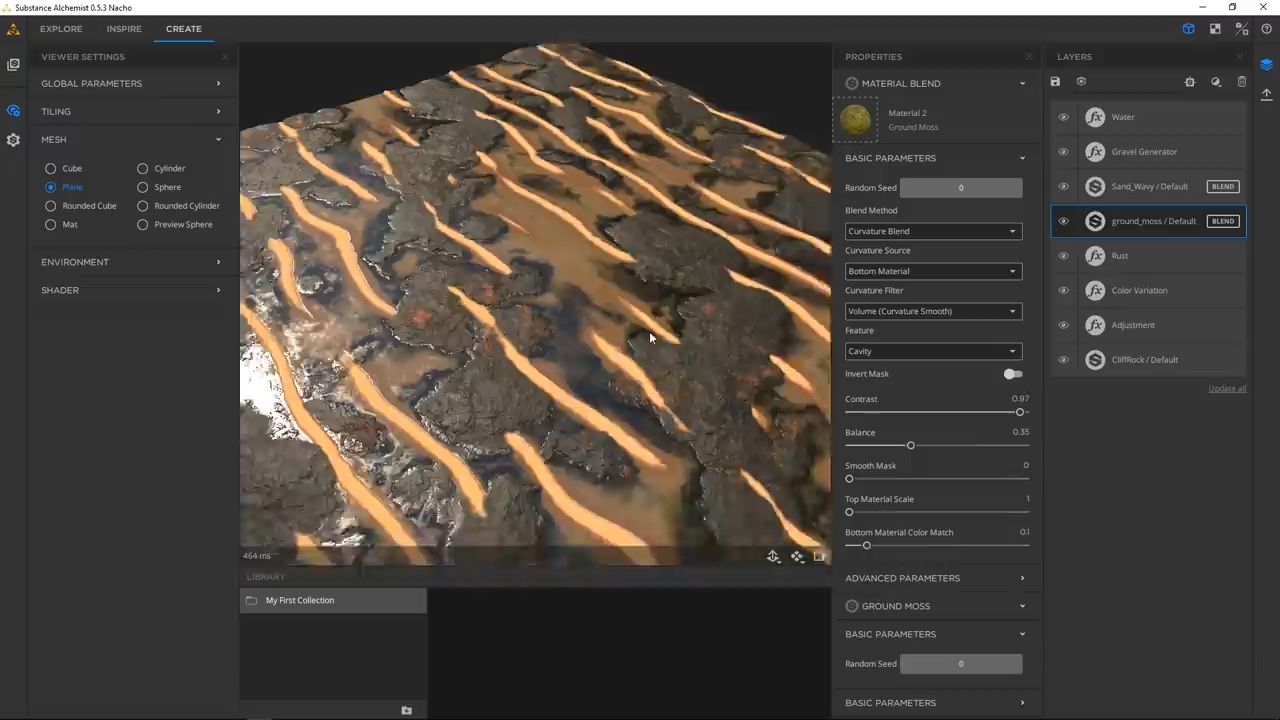 Substance Alchemist 0.5.3 Nacho
EXPLORE
INSPIRE
CREATE
VIEWER SETTINGS
GLOBAL PARAMETERS
TILING
MESH
Cube
Cylinder
Plane
Sphere
Rounded Cube
Rounded Cylinder
Mat
Preview Sphere
ENVIRONMENT
SHADER
464 ms
LIBRARY
My First Collection
PROPERTIES
MATERIAL BLEND
Material 2
Ground Moss
BASIC PARAMETERS
Random Seed 0
Blend Method
Curvature Blend
Curvature Source
Bottom Material
Curvature Filter
Volume (Curvature Smooth)
Feature
Cavity
Invert Mask
Contrast 0.97
Balance 0.35
Smooth Mask 0
Top Material Scale 1
Bottom Material Color Match 0.1
ADVANCED PARAMETERS
GROUND MOSS
BASIC PARAMETERS
Random Seed 0
BASIC PARAMETERS
LAYERS
fx Water
fx Gravel Generator
Sand_Wavy / Default BLEND
ground_moss / Default BLEND
fx Rust
fx Color Variation
fx Adjustment
CliffRock / Default
Update all